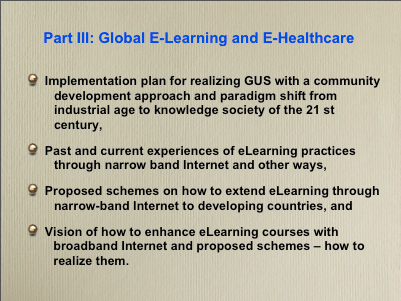 Part III: Global E-Learning and E-Healthcare
Implementation plan for realizing GUS with a community
development approach and paradigm shift from
industrial age to knowledge society of the 21 st
century,
Past and current experiences of eLearning practices
through narrow band Internet and other ways,
Proposed schemes on how to extend eLearning through
narrow-band Internet to developing countries, and
Vision of how to enhance eLearning courses with
broadband Internet and proposed schemes – how to
realize them.